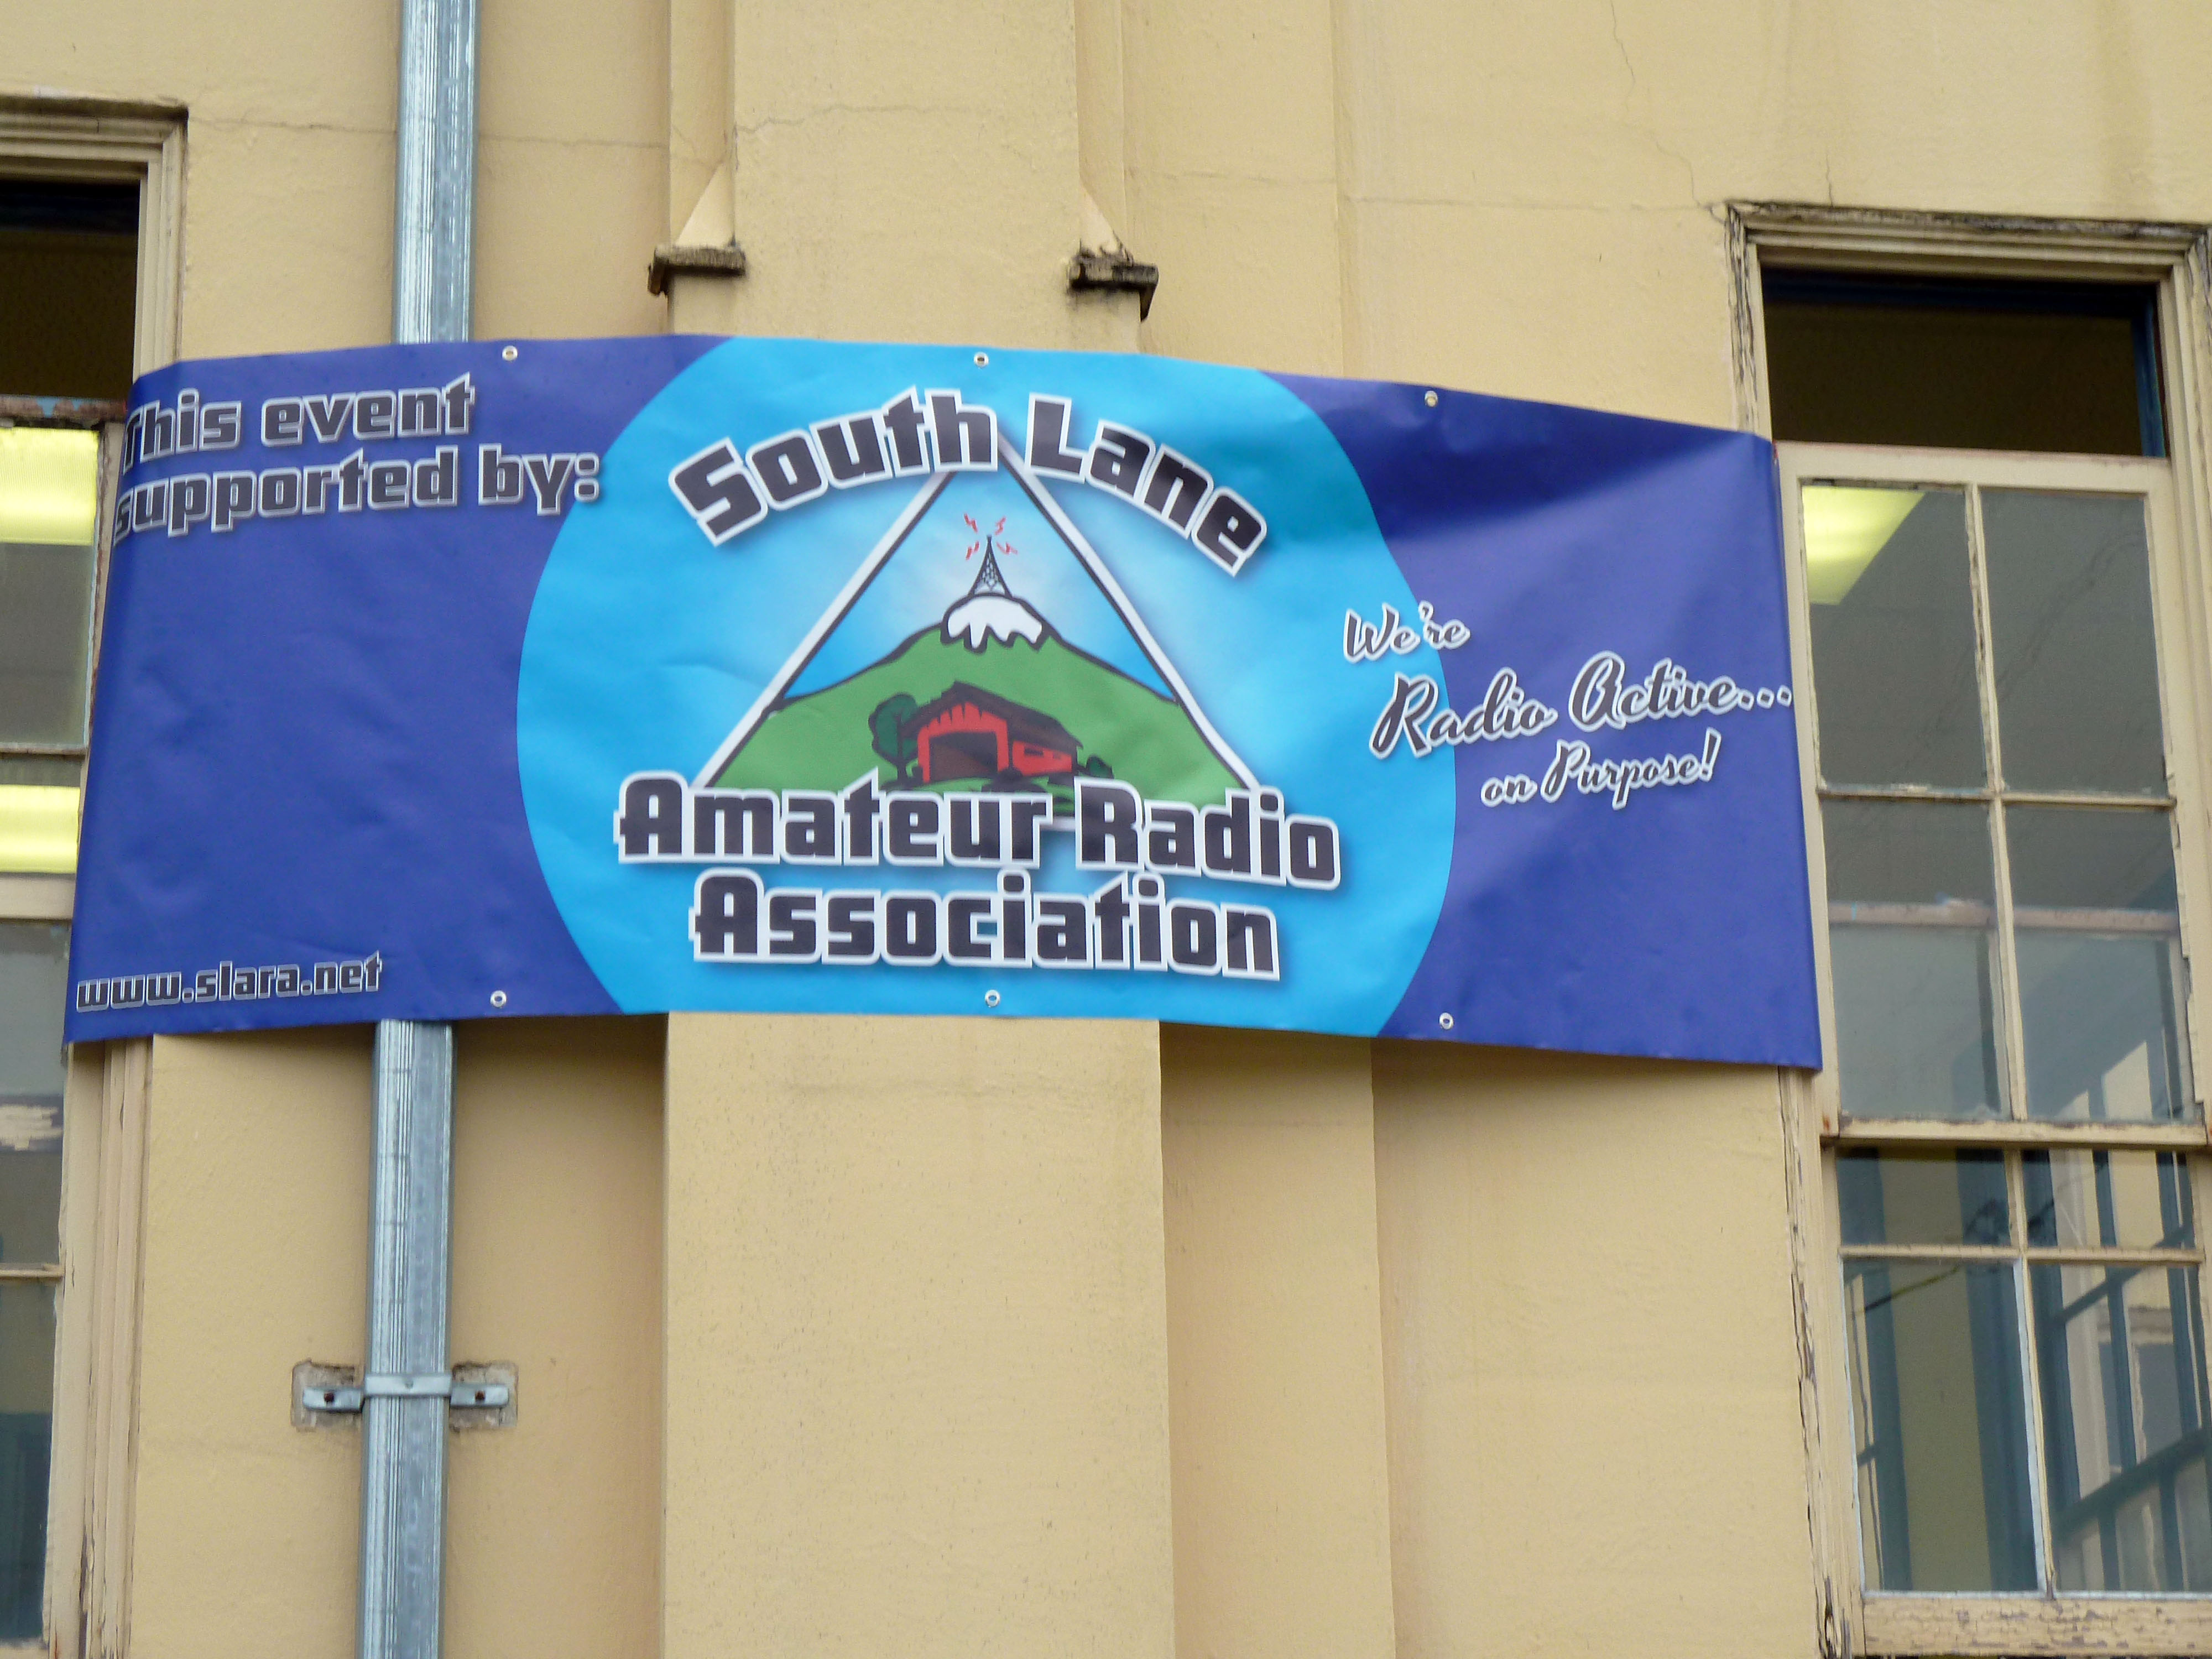 This event
supported by:
South Lane
Amateur Radio
Association
We're
Radio Active...
on Purpose!
www.slara.net